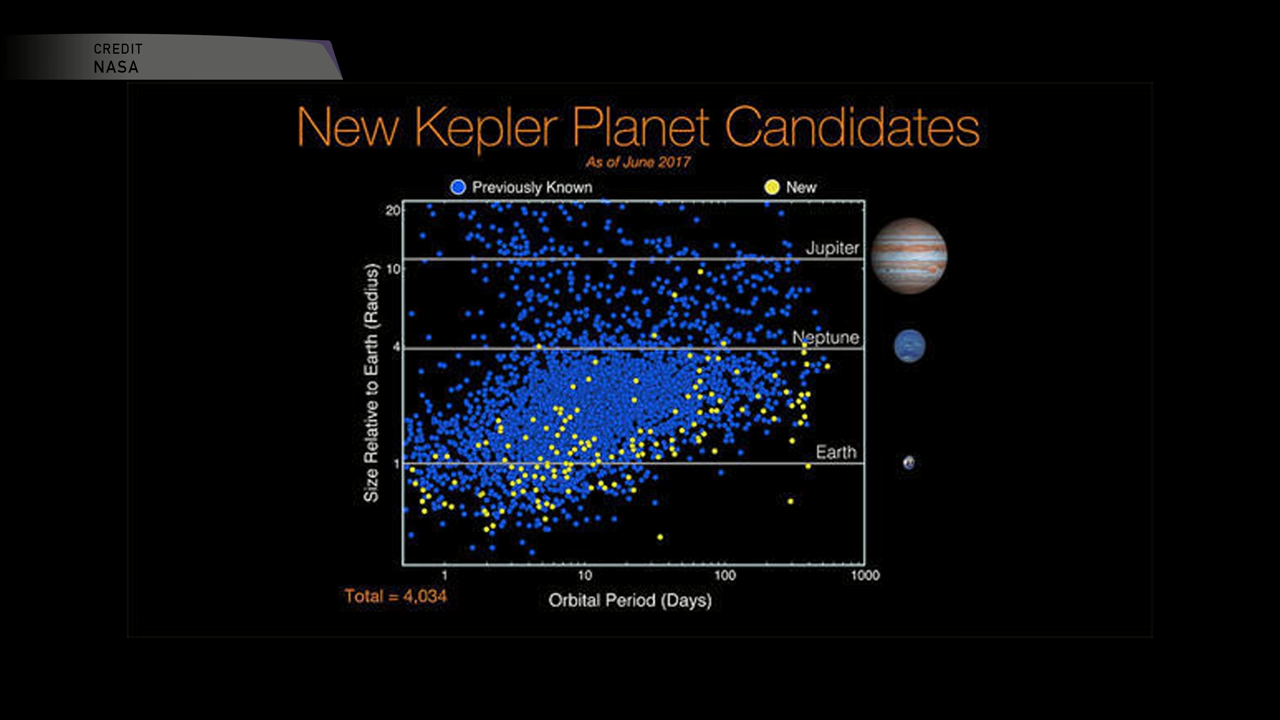 CREDIT
NASA
New Kepler Planet Candidates
As of June 2017
Previously Known
New
20
Jupiter
10
Neptune
4
Earth
1
Size Relative to Earth (Radius)
1 10 100 1000
Total = 4,034
Orbital Period (Days)